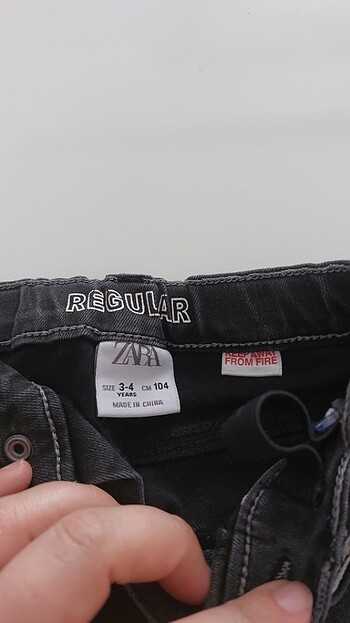 REGULAR
ZARA
SIZE 3-4 CM 104
YEARS
MADE IN CHINA
KEEP AWAY
FROM FIRE